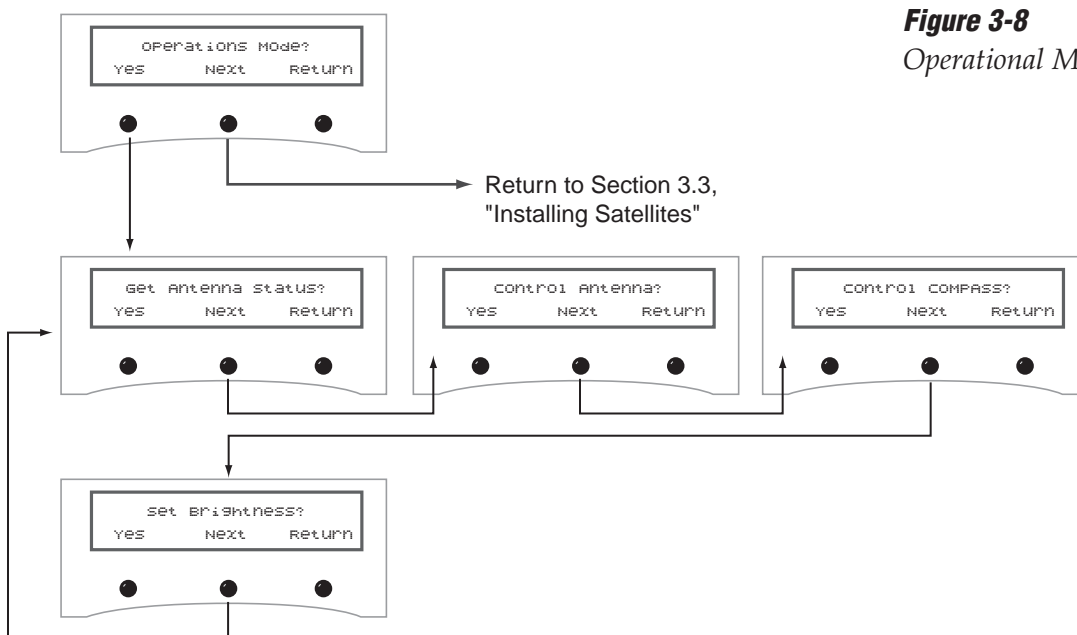 Figure 3-8
Operational M
Operations Mode?
Yes Next Return
Return to Section 3.3,
"Installing Satellites"
Get Antenna Status?
Yes Next Return
Control Antenna?
Yes Next Return
Control Compass?
Yes Next Return
Set Brightness?
Yes Next Return